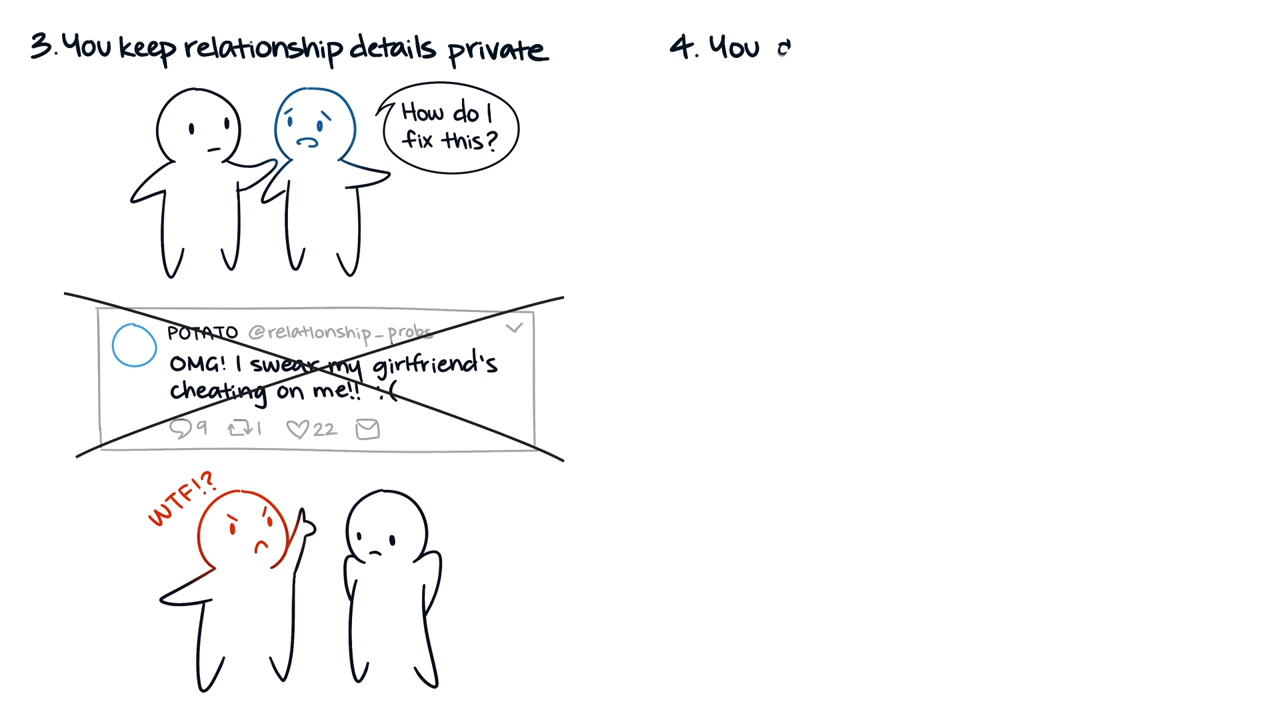 3. You keep relationship details private
How do I
fix this?
POTATO @relationship_probs
OMG! I swear my girlfriend's
cheating on me!! :(
9 1 22
WTF!?
4. You